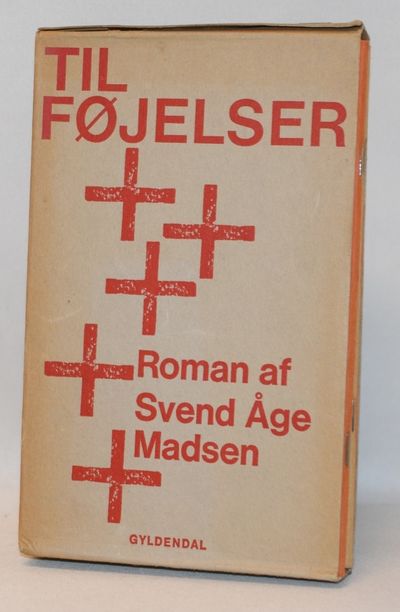 TIL
FØJELSER
Roman af
Svend Åge
Madsen
GYLDENDAL